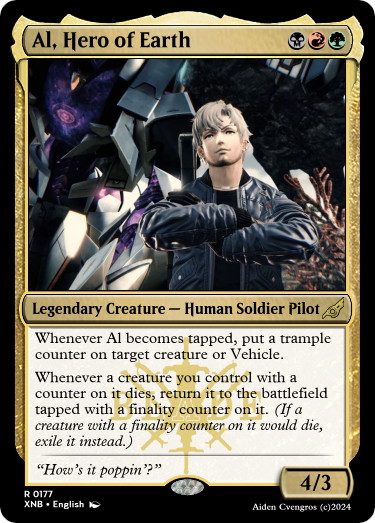 Al, Hero of Earth
Legendary Creature — Human Soldier Pilot
Whenever Al becomes tapped, put a trample
counter on target creature or Vehicle.
Whenever a creature you control with a
counter on it dies, return it to the battlefield
tapped with a finality counter on it. (If a
creature with a finality counter on it would die,
exile it instead.)
“How’s it poppin’?”
4/3
R 0177
XNB • English
Aiden Cvengros (c)2024